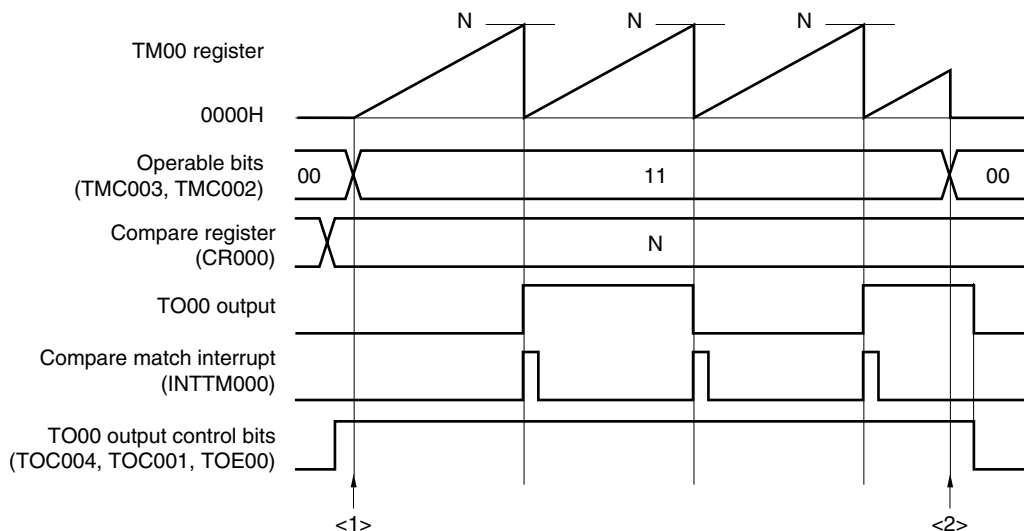 N N N
TM00 register
0000H
Operable bits
(TMC003, TMC002)
00 11 00
Compare register
(CR000)
N
TO00 output
Compare match interrupt
(INTTM000)
TO00 output control bits
(TOC004, TOC001, TOE00)
<1> <2>